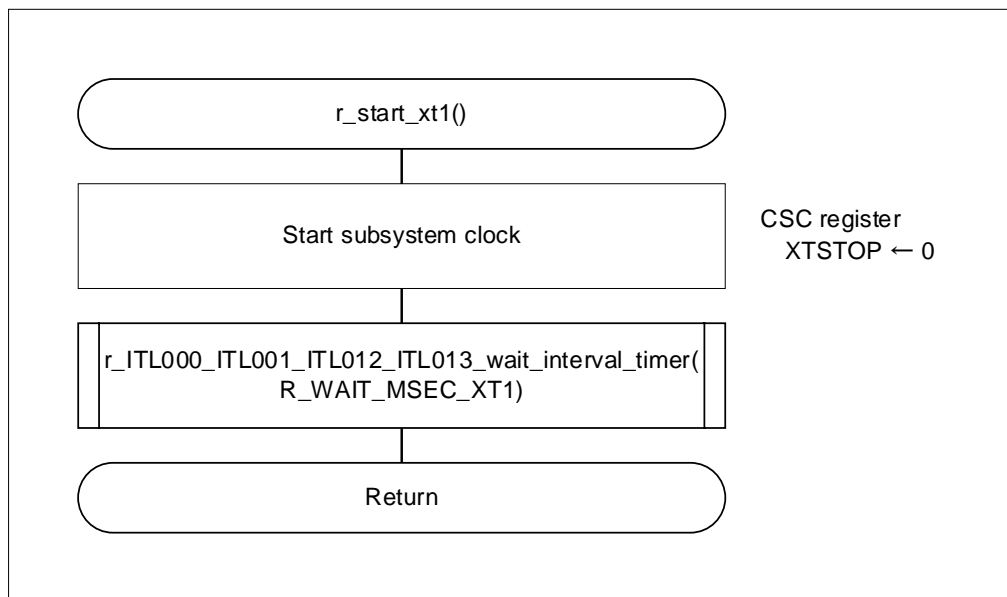 r_start_xt1()
Start subsystem clock
CSC register
XTSTOP ← 0
r_ITL000_ITL001_ITL012_ITL013_wait_interval_timer(
R_WAIT_MSEC_XT1)
Return